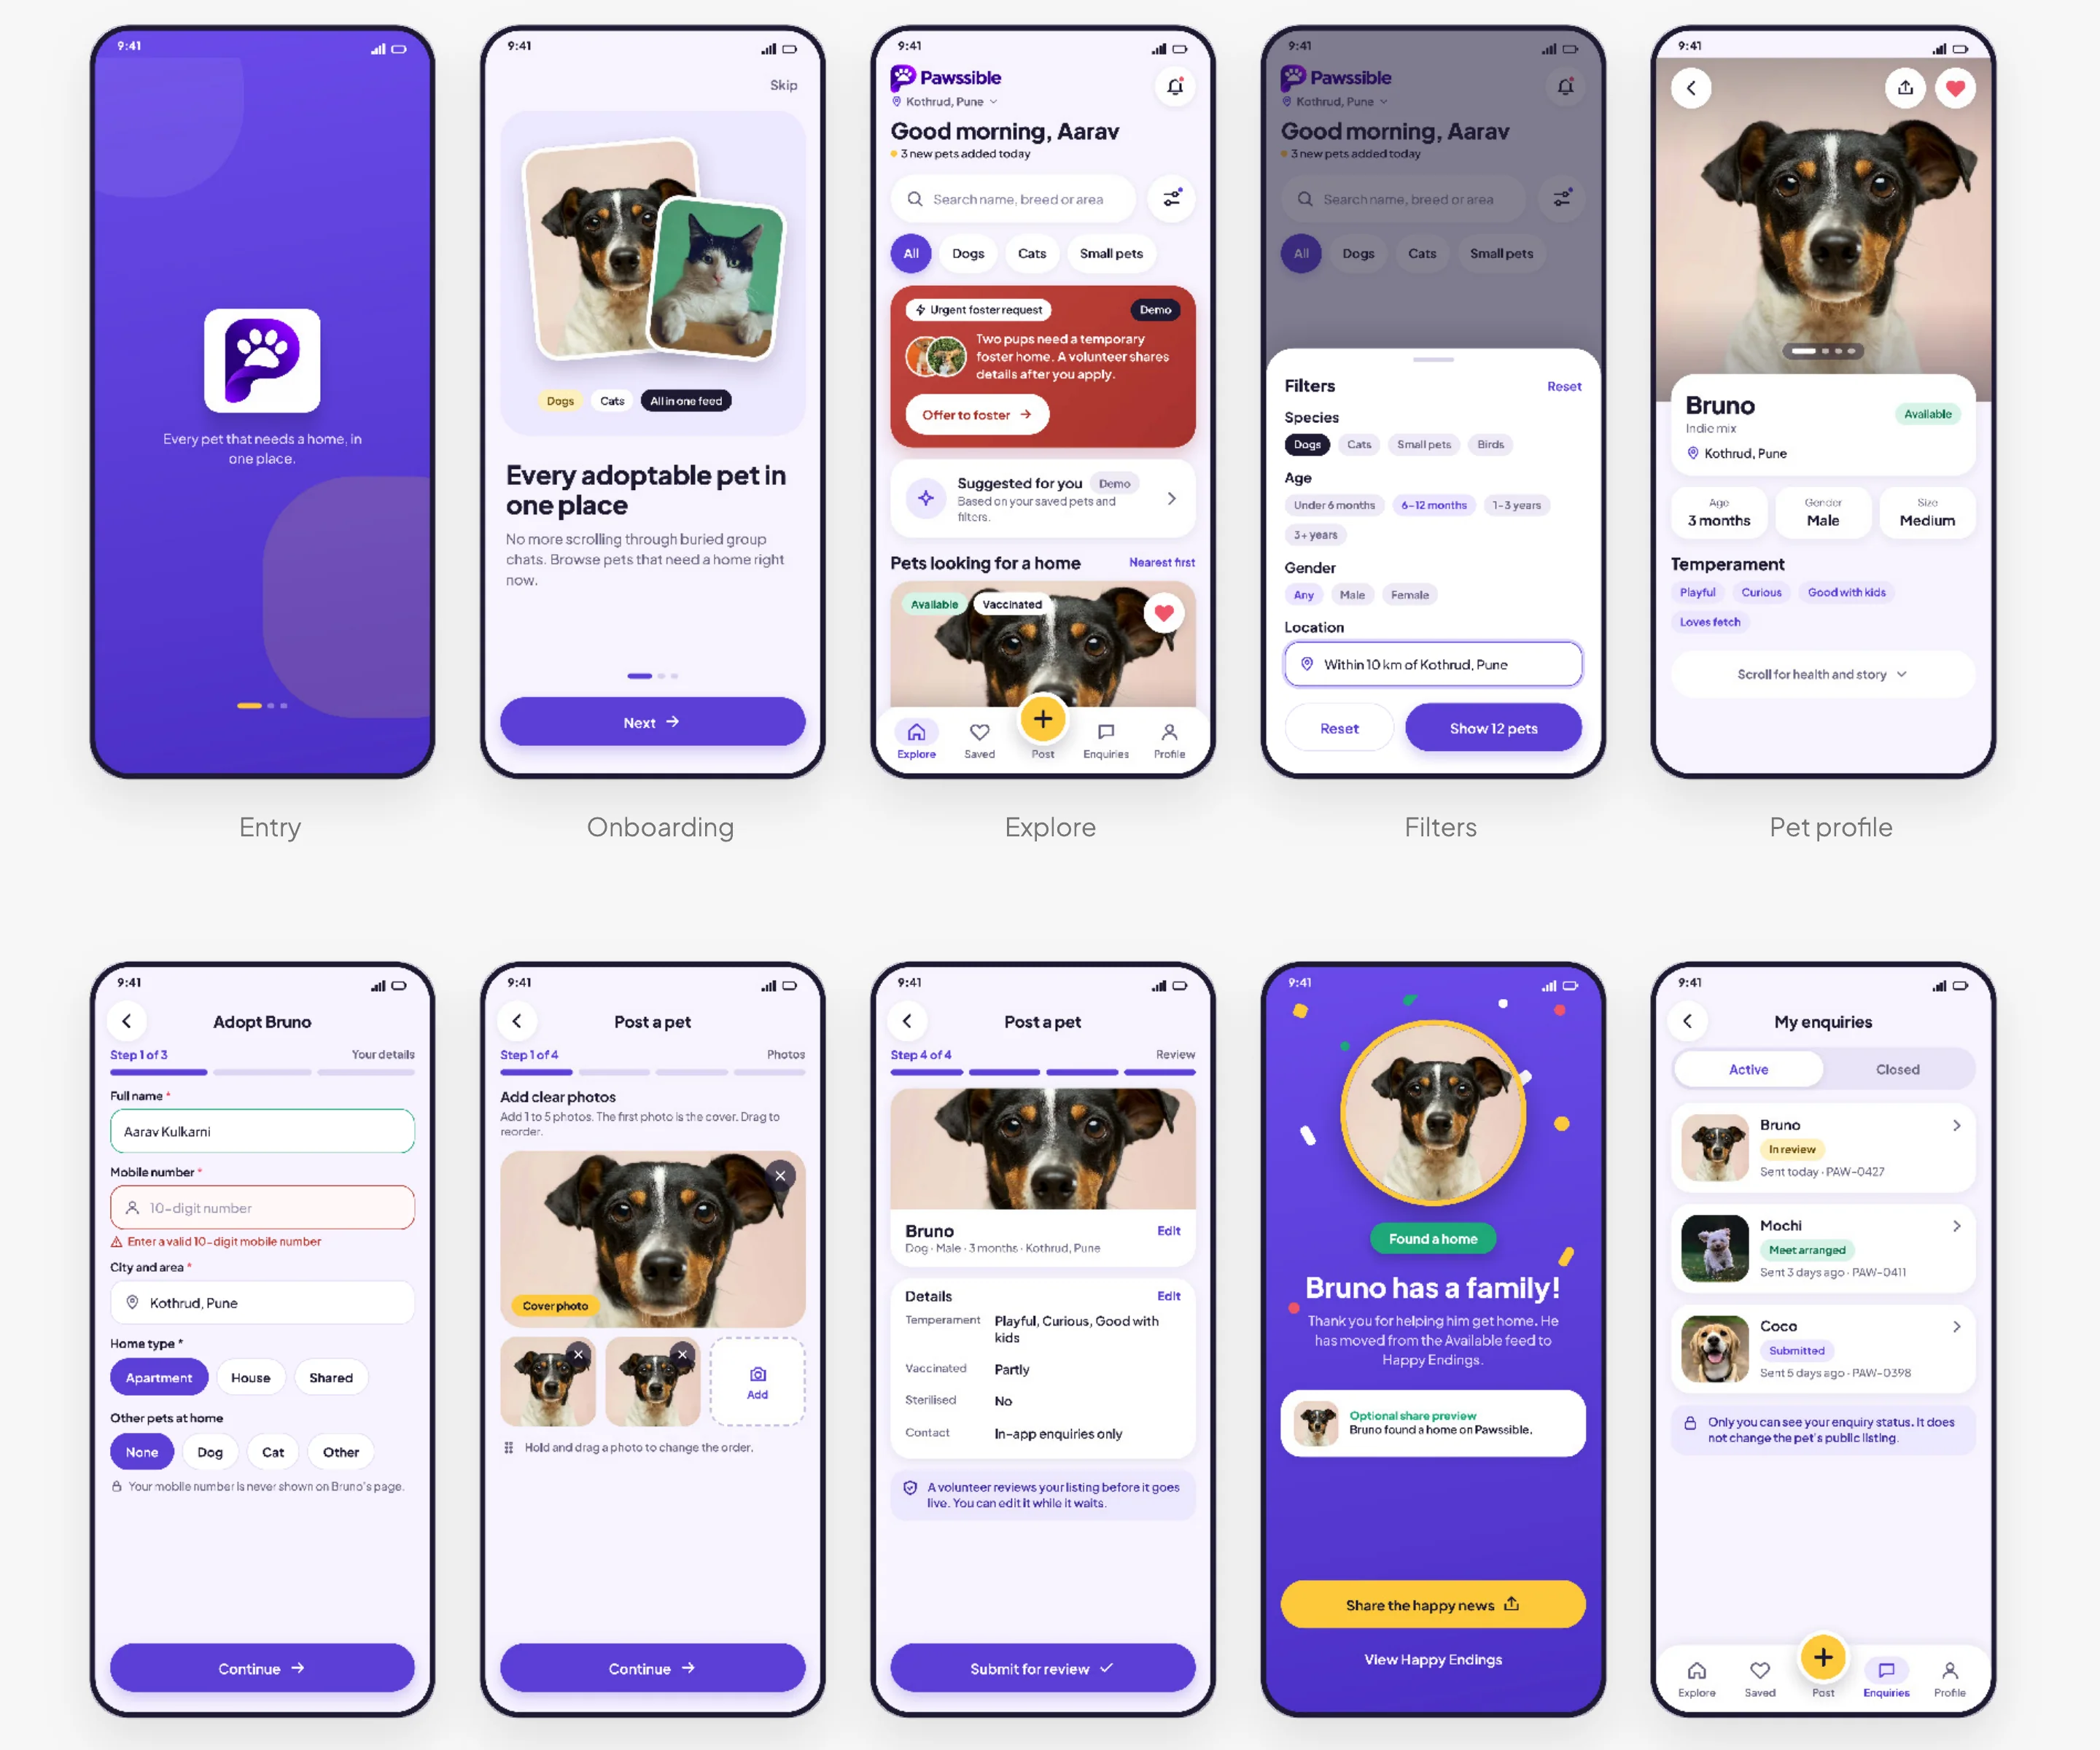 9:41
Every pet that needs a home, in
one place.
Entry
9:41
Skip
Dogs
Cats
All in one feed
Every adoptable pet in
one place
No more scrolling through buried group
chats. Browse pets that need a home right
now.
Next
Onboarding
9:41
Pawssible
Kothrud, Pune
Good morning, Aarav
3 new pets added today
Search name, breed or area
All
Dogs
Cats
Small pets
Urgent foster request
Demo
Two pups need a temporary
foster home. A volunteer shares
details after you apply.
Offer to foster
Suggested for you
Demo
Based on your saved pets and
filters.
Pets looking for a home
Nearest first
Available
Vaccinated
Explore
Saved
Post
Enquiries
Profile
Explore
9:41
Pawssible
Kothrud, Pune
Good morning, Aarav
3 new pets added today
Search name, breed or area
All
Dogs
Cats
Small pets
Filters
Reset
Species
Dogs
Cats
Small pets
Birds
Age
Under 6 months
6-12 months
1-3 years
3+ years
Gender
Any
Male
Female
Location
Within 10 km of Kothrud, Pune
Reset
Show 12 pets
Filters
9:41
Bruno
Available
Indie mix
Kothrud, Pune
Age
3 months
Gender
Male
Size
Medium
Temperament
Playful
Curious
Good with kids
Loves fetch
Scroll for health and story
Pet profile
9:41
Adopt Bruno
Step 1 of 3
Your details
Full name *
Aarav Kulkarni
Mobile number *
10-digit number
Enter a valid 10-digit mobile number
City and area *
Kothrud, Pune
Home type *
Apartment
House
Shared
Other pets at home
None
Dog
Cat
Other
Your mobile number is never shown on Bruno's page.
Continue
9:41
Post a pet
Step 1 of 4
Photos
Add clear photos
Add 1 to 5 photos. The first photo is the cover. Drag to
reorder.
Cover photo
Add
Hold and drag a photo to change the order.
Continue
9:41
Post a pet
Step 4 of 4
Review
Bruno
Edit
Dog · Male · 3 months · Kothrud, Pune
Details
Edit
Temperament
Playful, Curious, Good with
kids
Vaccinated
Partly
Sterilised
No
Contact
In-app enquiries only
A volunteer reviews your listing before it goes
live. You can edit it while it waits.
Submit for review
9:41
Found a home
Bruno has a family!
Thank you for helping him get home. He
has moved from the Available feed to
Happy Endings.
Optional share preview
Bruno found a home on Pawssible.
Share the happy news
View Happy Endings
9:41
My enquiries
Active
Closed
Bruno
In review
Sent today · PAW-0427
Mochi
Meet arranged
Sent 3 days ago · PAW-0411
Coco
Submitted
Sent 5 days ago · PAW-0398
Only you can see your enquiry status. It does
not change the pet's public listing.
Explore
Saved
Post
Enquiries
Profile